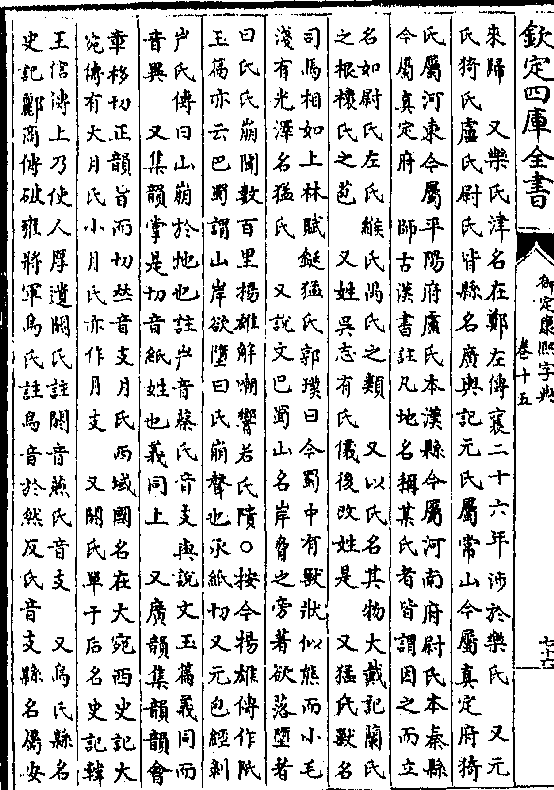 欽定四庫全書
御定康熙字典
卷十五
來歸　又樂氏津名在鄭左傳襄二十六年涉於樂氏　又元
氏猗氏盧氏尉氏皆縣名廣輿記元氏屬常山今屬真定府猗
氏屬河東今屬平陽府盧氏本漢縣今屬河南府尉氏本秦縣
今屬真定府　師古漢書註凡地名稱某氏者皆謂因之而立
名如尉氏左氏緱氏禹氏之類　又以氏名其物大戴記蘭氏
之根櫰氏之苞　又姓吳志有氏儀後改姓是　又猛氏獸名
司馬相如上林賦鋋猛氏郭璞曰今蜀中有獸狀似熊而小毛
淺有光澤名猛氏　又說文巴蜀山名岸脅之旁著欲落墮者
曰氏氏崩聞數百里揚雄解嘲響若氏隤○按今揚雄傳作阺
玉篇亦云巴蜀謂山岸欲墮曰氏崩聲也承紙切又元包經剝
屵氏傳曰山崩於地也註屵音櫱氏音支與說文玉篇義同而
音異　又集韻掌是切音紙姓也義同上　又廣韻集韻韻會
章移切正韻旨而切𠀤音支月氏西域國名在大宛西史記大
宛傳有大月氏小月氏亦作月支　又閼氏單于后名史記韓
王信傳上乃使人厚遺閼氏註閼音燕氏音支　又烏氏縣名
史記酈商傳破雍將軍烏氏註烏音於然反氏音支縣名屬安